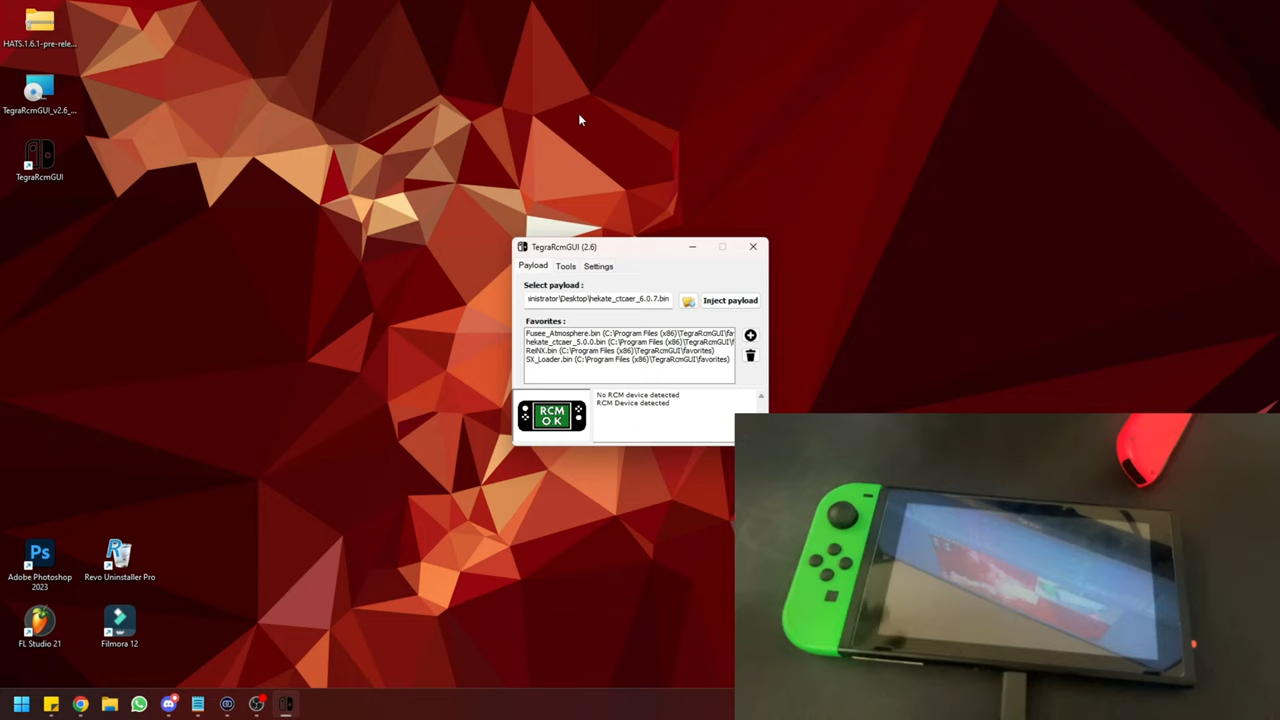 HATS.1.6.1-pre-rele...
TegraRcmGUI_v2.6_...
TegraRcmGUI
TegraRcmGUI (2.6)
Payload Tools Settings
Select payload :
inistrator\Desktop\hekate_ctcaer_6.0.7.bin Inject payload
Favorites :
Fusee_Atmosphere.bin (C:\Program Files (x86)\TegraRcmGUI\fav
hekate_ctcaer_5.0.0.bin (C:\Program Files (x86)\TegraRcmGUI\f
ReiNX.bin (C:\Program Files (x86)\TegraRcmGUI\favorites)
SX_Loader.bin (C:\Program Files (x86)\TegraRcmGUI\favorites)
No RCM device detected
RCM Device detected
RCM
OK
Ps
Adobe Photoshop
2023
Revo Uninstaller Pro
FL Studio 21
Filmora 12